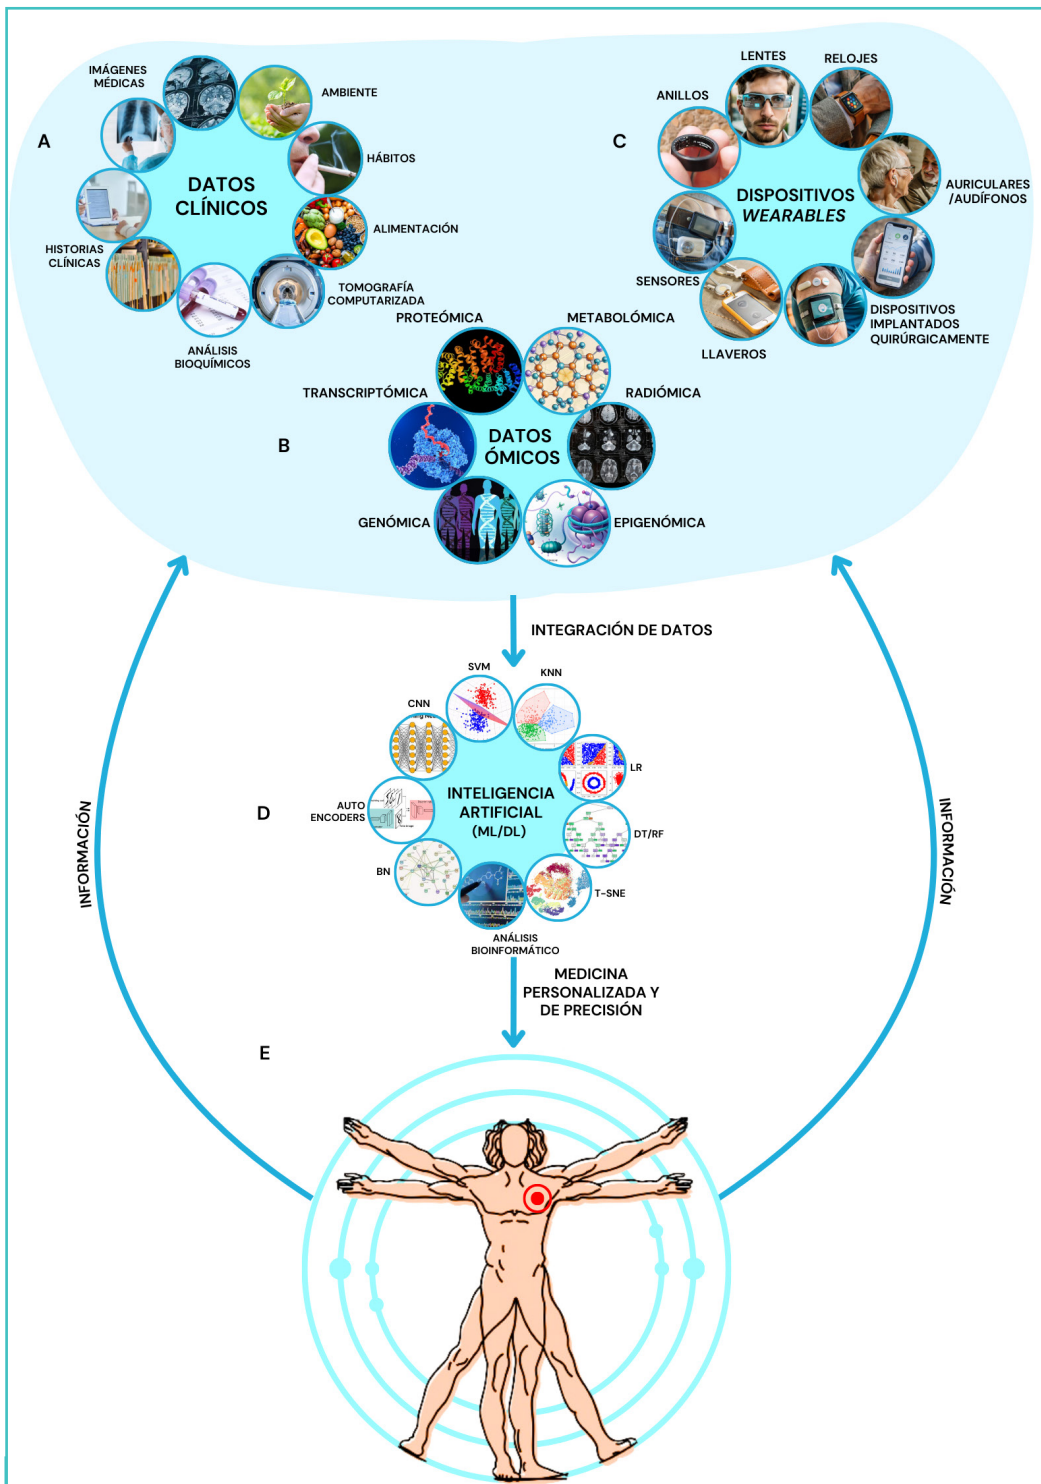 A
IMÁGENES
MÉDICAS
AMBIENTE
HÁBITOS
ALIMENTACIÓN
TOMOGRAFÍA
COMPUTARIZADA
ANÁLISIS
BIOQUÍMICOS
HISTORIAS
CLÍNICAS
DATOS
CLÍNICOS
C
LENTES
RELOJES
ANILLOS
AURICULARES
/AUDÍFONOS
DISPOSITIVOS
IMPLANTADOS
QUIRÚRGICAMENTE
LLAVEROS
SENSORES
DISPOSITIVOS
WEARABLES
B
PROTEÓMICA
METABOLÓMICA
TRANSCRIPTÓMICA
RADIÓMICA
GENÓMICA
EPIGENÓMICA
DATOS
ÓMICOS
INTEGRACIÓN DE DATOS
D
SVM
KNN
CNN
LR
AUTO
ENCODERS
DT/RF
BN
T-SNE
ANÁLISIS
BIOINFORMÁTICO
INTELIGENCIA
ARTIFICIAL
(ML/DL)
INFORMACIÓN
INFORMACIÓN
MEDICINA
PERSONALIZADA Y
DE PRECISIÓN
E